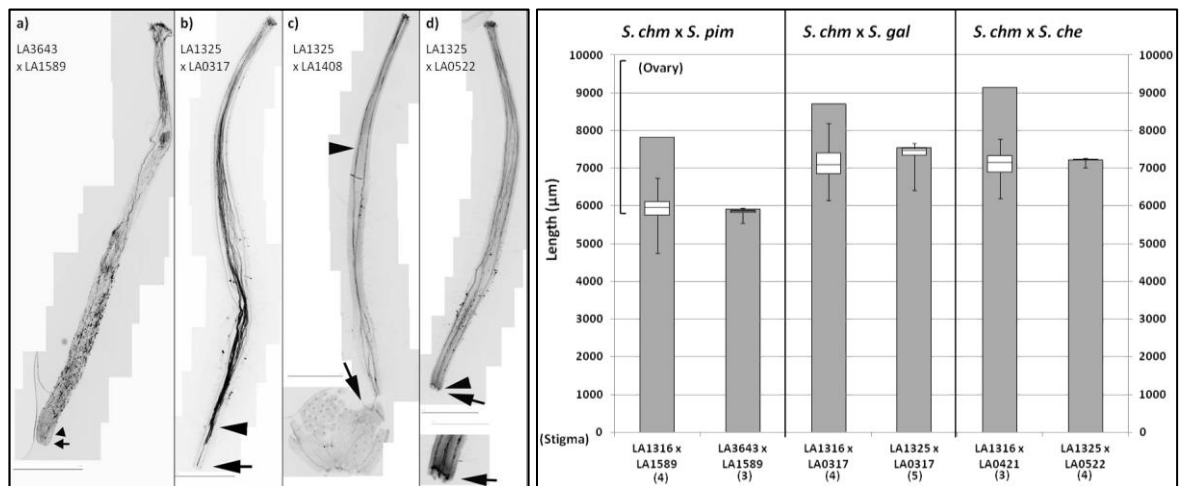 a)
LA3643
x LA1589
b)
LA1325
x LA0317
c)
LA1325
x LA1408
d)
LA1325
x LA0522
S. chm x S. pim S. chm x S. gal S. chm x S. che
Length (µm)
10000 10000
9000 9000
8000 8000
7000 7000
6000 6000
5000 5000
4000 4000
3000 3000
2000 2000
1000 1000
0 0
(Ovary)
(Stigma)
LA1316 x
LA1589
(4)
LA3643 x
LA1589
(3)
LA1316 x
LA0317
(4)
LA1325 x
LA0317
(5)
LA1316 x
LA0421
(3)
LA1325 x
LA0522
(4)